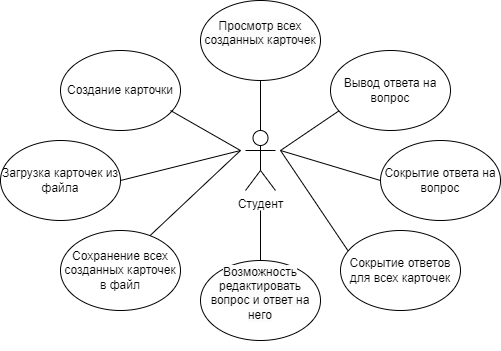 Просмотр всех
созданных карточек
Создание карточки
Вывод ответа на
вопрос
Загрузка карточек из
файла
Сокрытие ответа на
вопрос
Студент
Сохранение всех
созданных карточек
в файл
Возможность
редактировать
вопрос и ответ на
него
Сокрытие ответов
для всех карточек